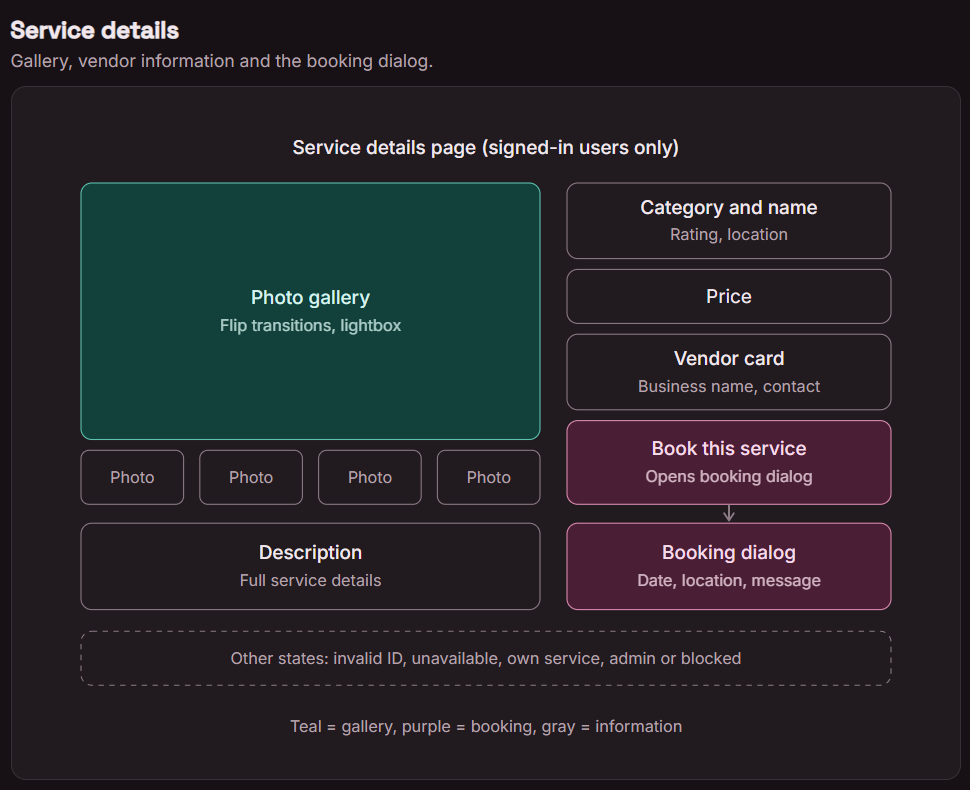 Service details
Gallery, vendor information and the booking dialog.
Service details page (signed-in users only)
Photo gallery
Flip transitions, lightbox
Photo
Photo
Photo
Photo
Description
Full service details
Category and name
Rating, location
Price
Vendor card
Business name, contact
Book this service
Opens booking dialog
Booking dialog
Date, location, message
Other states: invalid ID, unavailable, own service, admin or blocked
Teal = gallery, purple = booking, gray = information